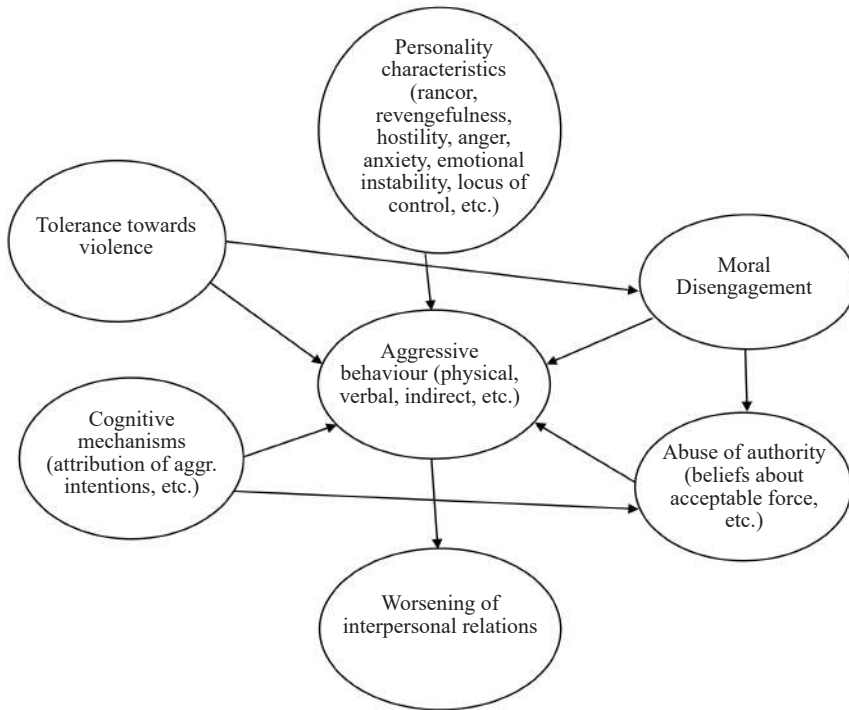 Personality
characteristics
(rancor,
revengefulness,
hostility, anger,
anxiety, emotional
instability, locus of
control, etc.)
Tolerance towards
violence
Moral
Disengagement
Aggressive
behaviour (physical,
verbal, indirect, etc.)
Cognitive
mechanisms
(attribution of aggr.
intentions, etc.)
Abuse of authority
(beliefs about
acceptable force,
etc.)
Worsening of
interpersonal relations